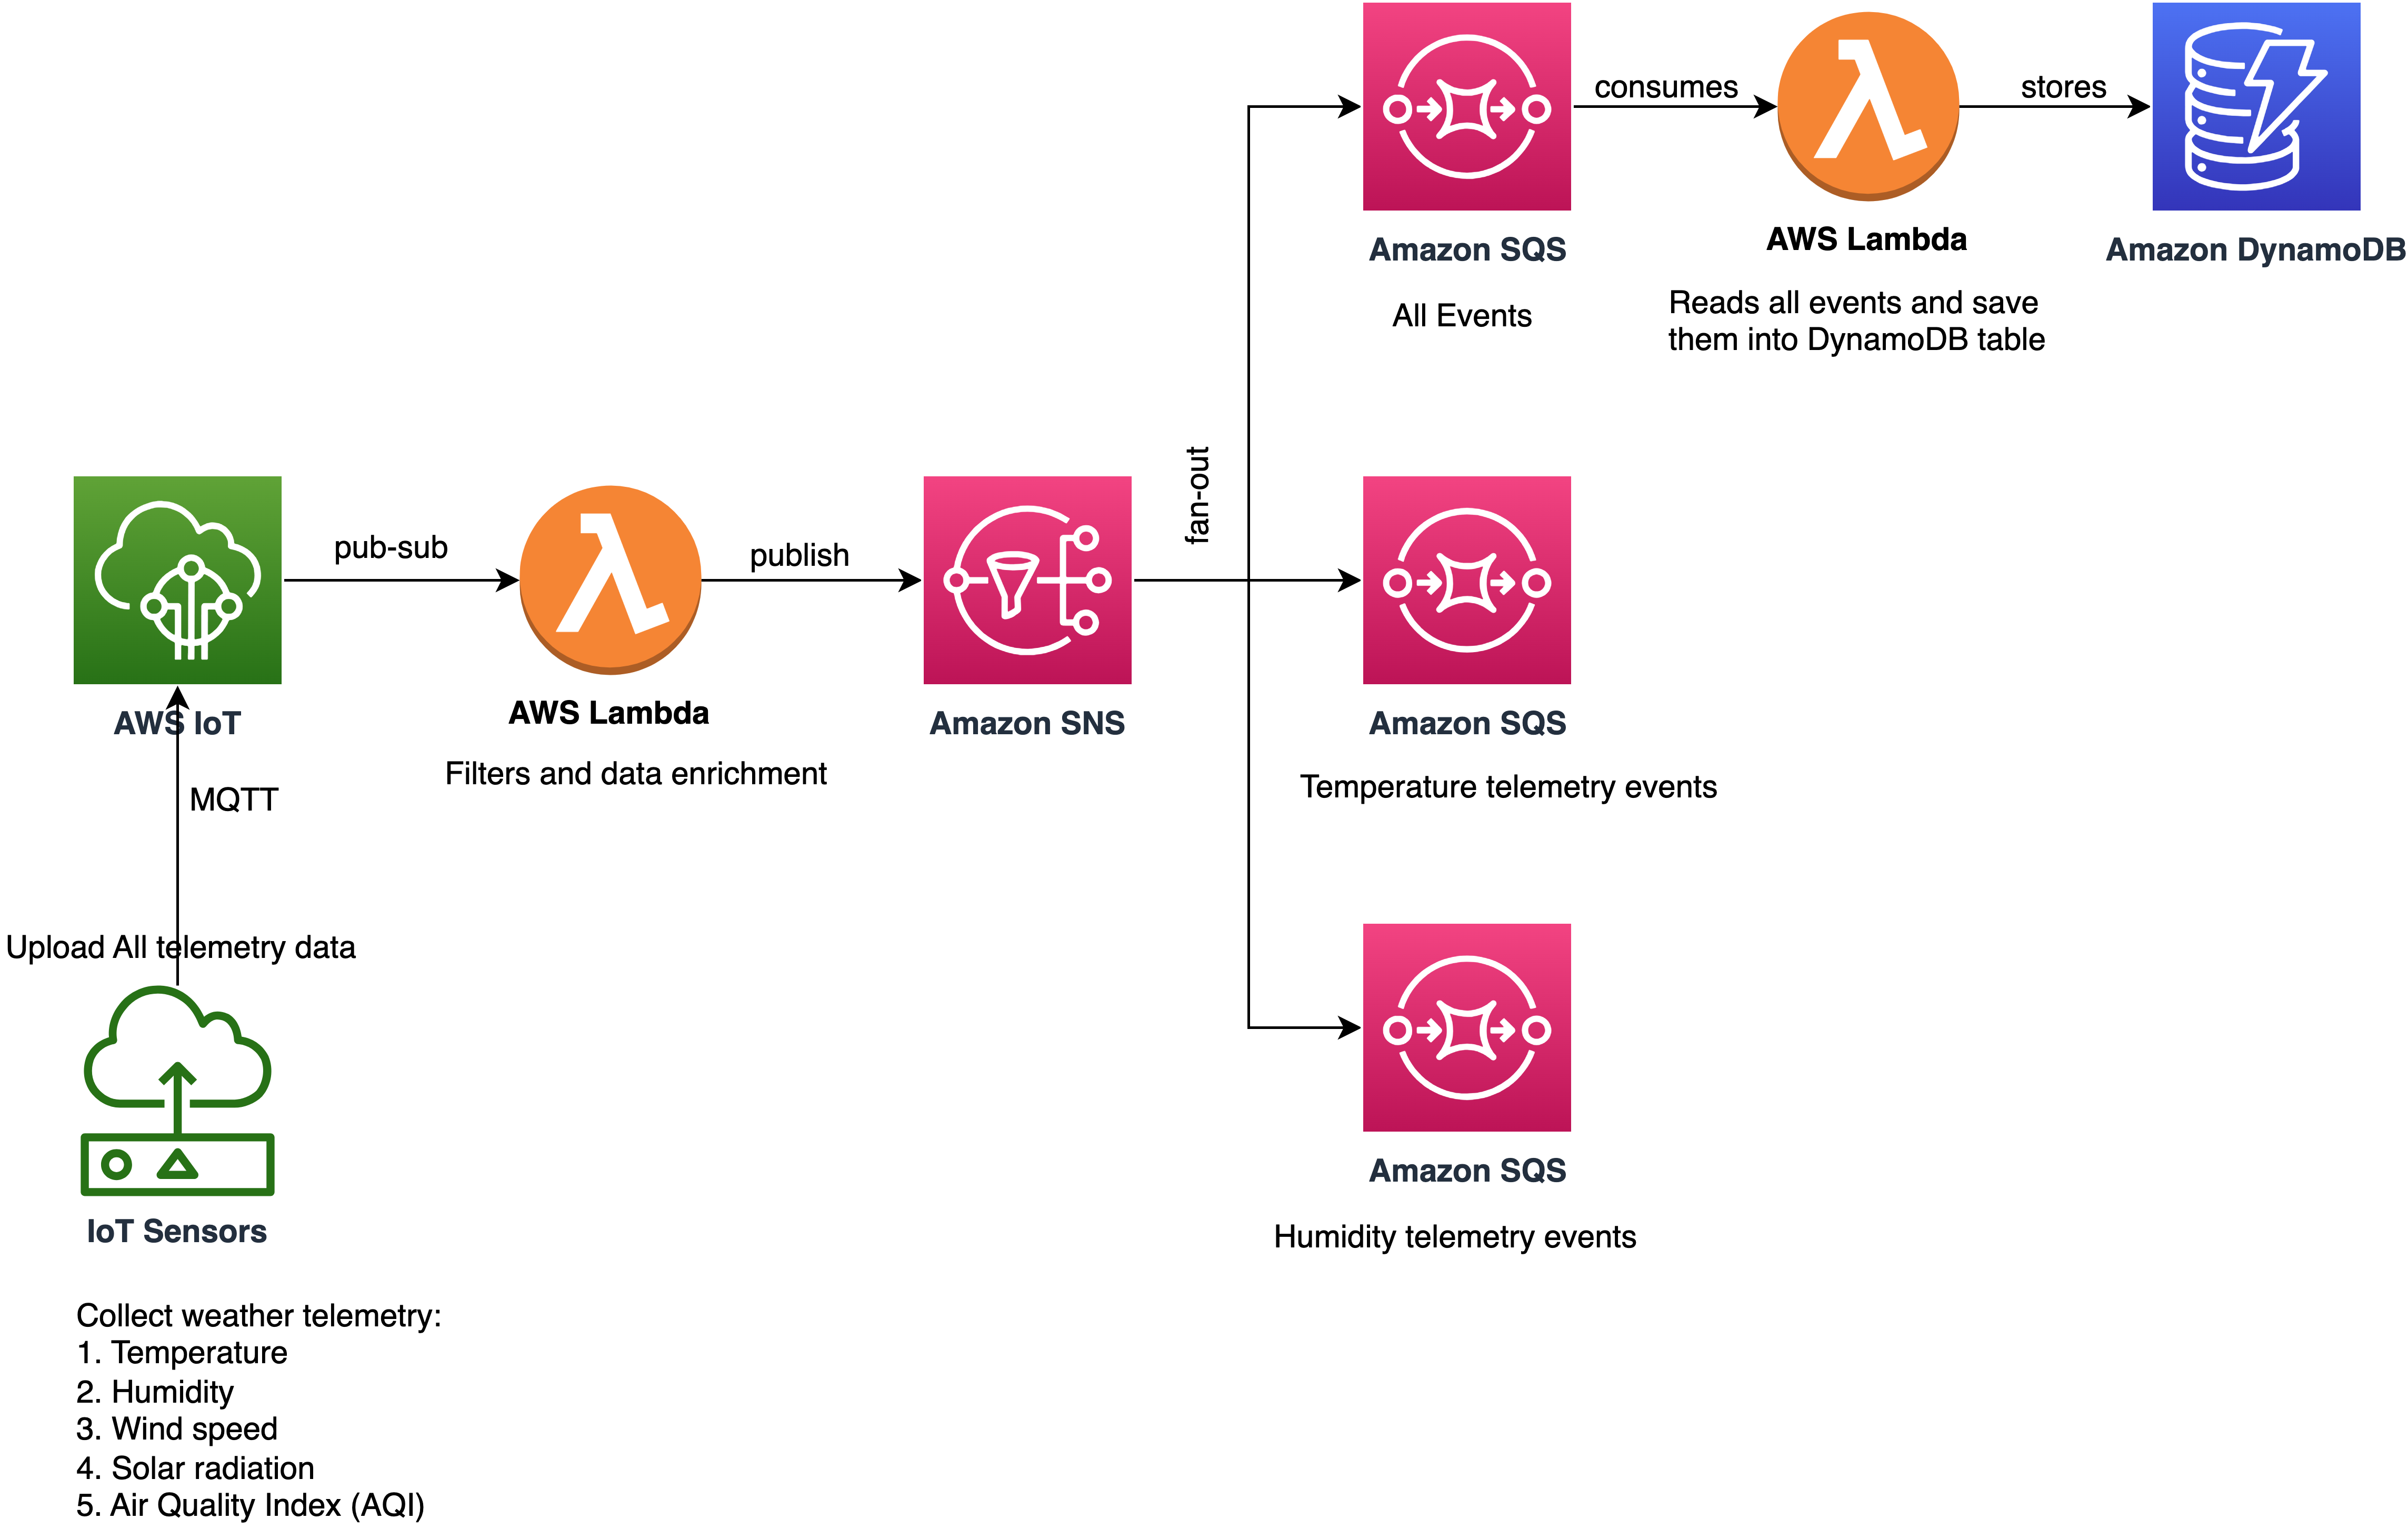 consumes
stores
Amazon SQS
AWS Lambda
Amazon DynamoDB
All Events
Reads all events and save
them into DynamoDB table
fan-out
pub-sub
publish
AWS IoT
AWS Lambda
Amazon SNS
Amazon SQS
Filters and data enrichment
Temperature telemetry events
MQTT
Upload All telemetry data
Amazon SQS
IoT Sensors
Humidity telemetry events
Collect weather telemetry:
1. Temperature
2. Humidity
3. Wind speed
4. Solar radiation
5. Air Quality Index (AQI)